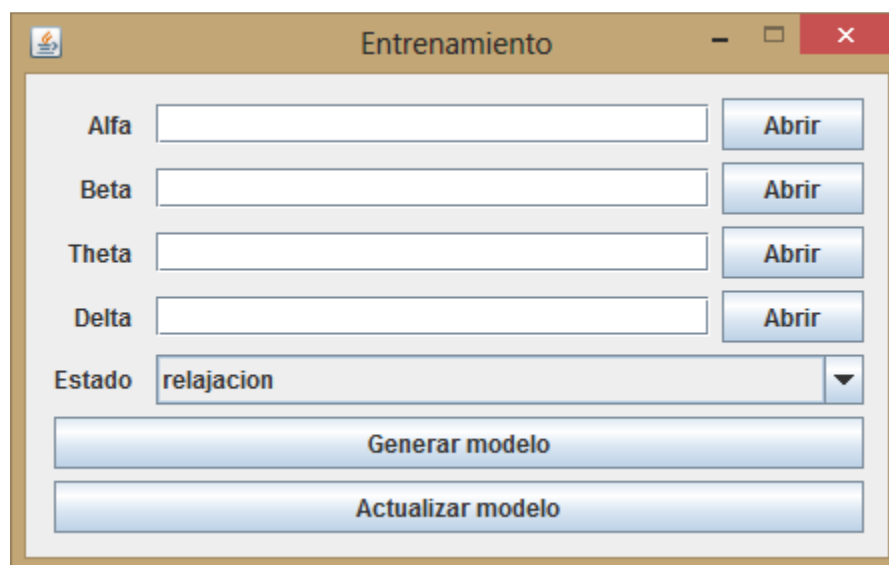 Entrenamiento
Alfa Abrir
Beta Abrir
Theta Abrir
Delta Abrir
Estado relajacion
Generar modelo
Actualizar modelo